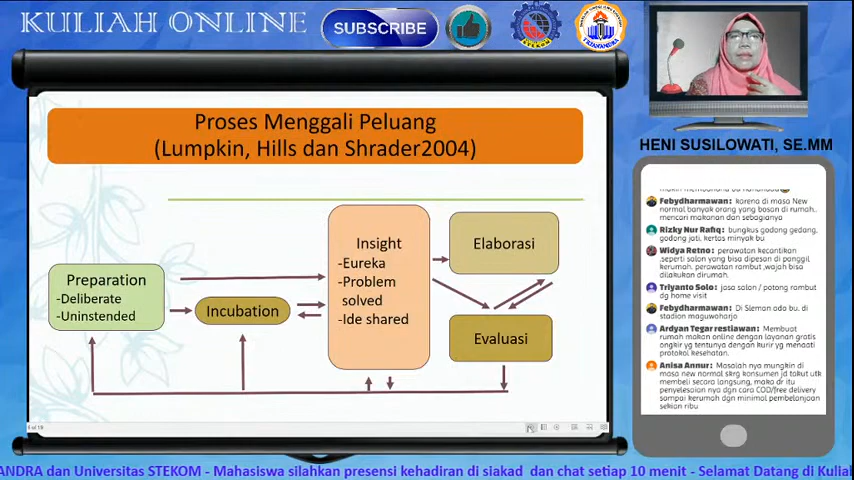 KULIAH ONLINE
SUBSCRIBE
STEKOM
Proses Menggali Peluang
(Lumpkin, Hills dan Shrader2004)
Preparation
-Deliberate
-Uninstended
Incubation
Insight
-Eureka
-Problem
solved
-Ide shared
Elaborasi
Evaluasi
HENI SUSILOWATI, SE.MM
Febydharmawan: karena di masa New
normal banyak orang yang bosan di rumah..
mencari makanan dan sebagianya
Rizky Nur Rafiq: bungkus godang gedang,
godang jati, kertas minyak bu
Widya Retno: perawatan kecantikan
,seperti salon yang bisa dipesan di panggil
kerumah. perawatan rambut ,wajah bisa
dilakukan dirumah.
Triyanto Solo: jasa salon / potong rambut
dg home visit
Febydharmawan: Di Sleman ada bu, di
stadion maguwoharjo
Ardyan Tegar restiawan: Membuat
rumah makan online dengan layanan gratis
ongkir yg tentunya dengan kurir yg menaati
protokol kesehatan.
Anisa Annur: Masalah nya mungkin di
masa new normal skrg konsumen jd takut utk
membeli secara langsung, maka dr itu
penyelesaian nya dgn cara COD/free delivery
sampai kerumah dgn minimal pembelanjaan
sekian ribu
ANDRA dan Universitas STEKOM - Mahasiswa silahkan presensi kehadiran di siakad dan chat setiap 10 menit - Selamat Datang di Kulia